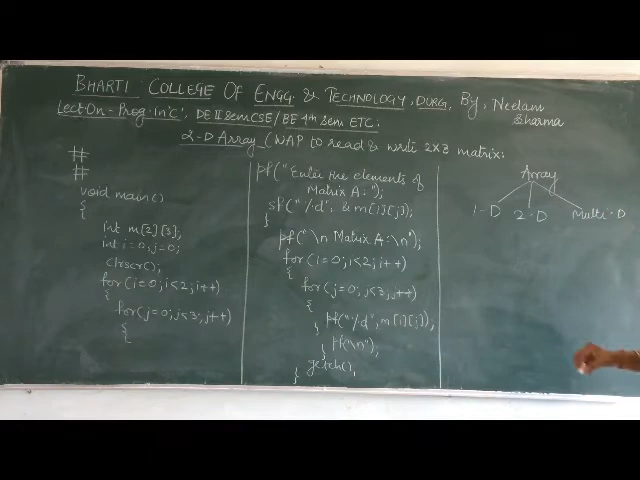 BHARTI COLLEGE OF ENGG. & TECHNOLOGY, DURG, By, Neelam Sharma
Lect. On - Prog. In 'C', DE II sem CSE/ BE 4th sem ETC:
2-D Array (WAP to read & write 2x3 matrix:
#
#
void main()
{
int m[2][3];
int i=0, j=0;
clrscr();
for(i=0; i<2; i++)
{
for(j=0; j<3; j++)
{
pf("Enter the elements of
Matrix A:");
sf("%d", & m[i][j]);
}
pf("\n Matrix A:\n");
for(i=0; i<2; i++)
{
for(j=0; j<3; j++)
{
pf("%d", m[i][j]);
}
pf(\n");
}
getch();
}
Array
1-D 2-D Multi-D